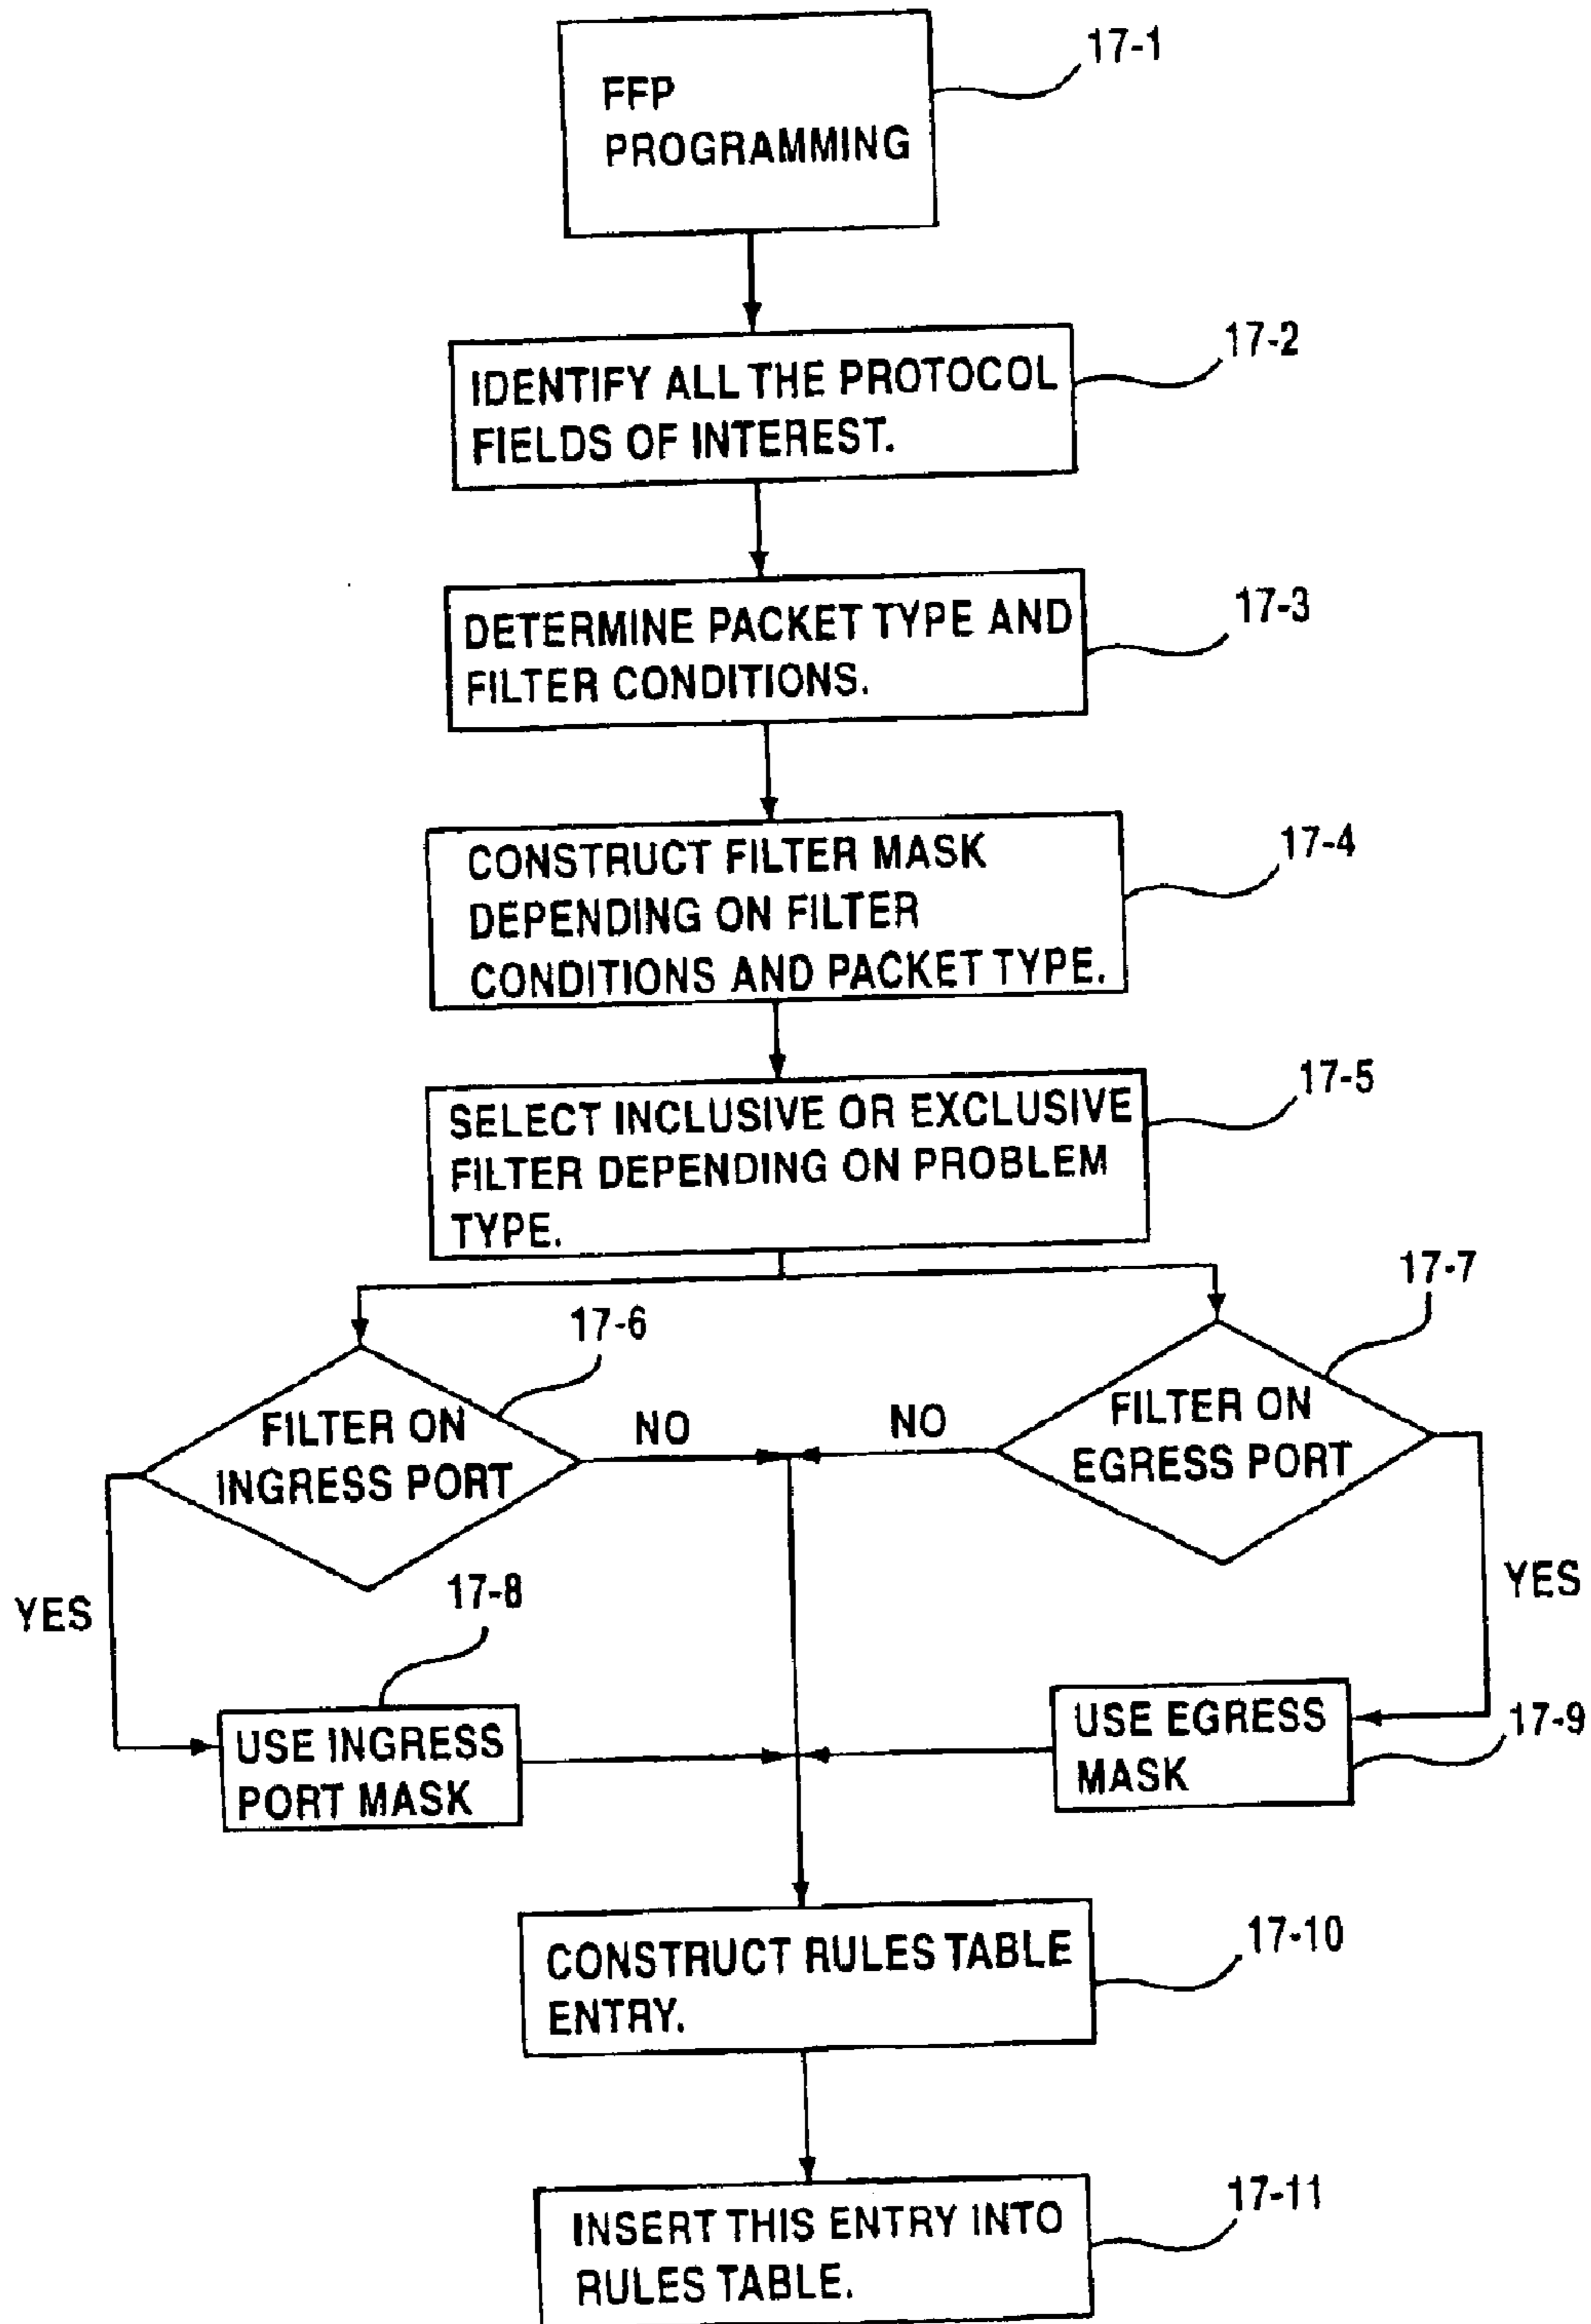 FFP
PROGRAMMING
17-1
IDENTIFY ALL THE PROTOCOL
FIELDS OF INTEREST.
17-2
DETERMINE PACKET TYPE AND
FILTER CONDITIONS.
17-3
CONSTRUCT FILTER MASK
DEPENDING ON FILTER
CONDITIONS AND PACKET TYPE.
17-4
SELECT INCLUSIVE OR EXCLUSIVE
FILTER DEPENDING ON PROBLEM
TYPE.
17-5
17-6
FILTER ON
INGRESS PORT
NO
YES
17-7
FILTER ON
EGRESS PORT
NO
YES
17-8
USE INGRESS
PORT MASK
USE EGRESS
MASK
17-9
CONSTRUCT RULES TABLE
ENTRY.
17-10
INSERT THIS ENTRY INTO
RULES TABLE.
17-11